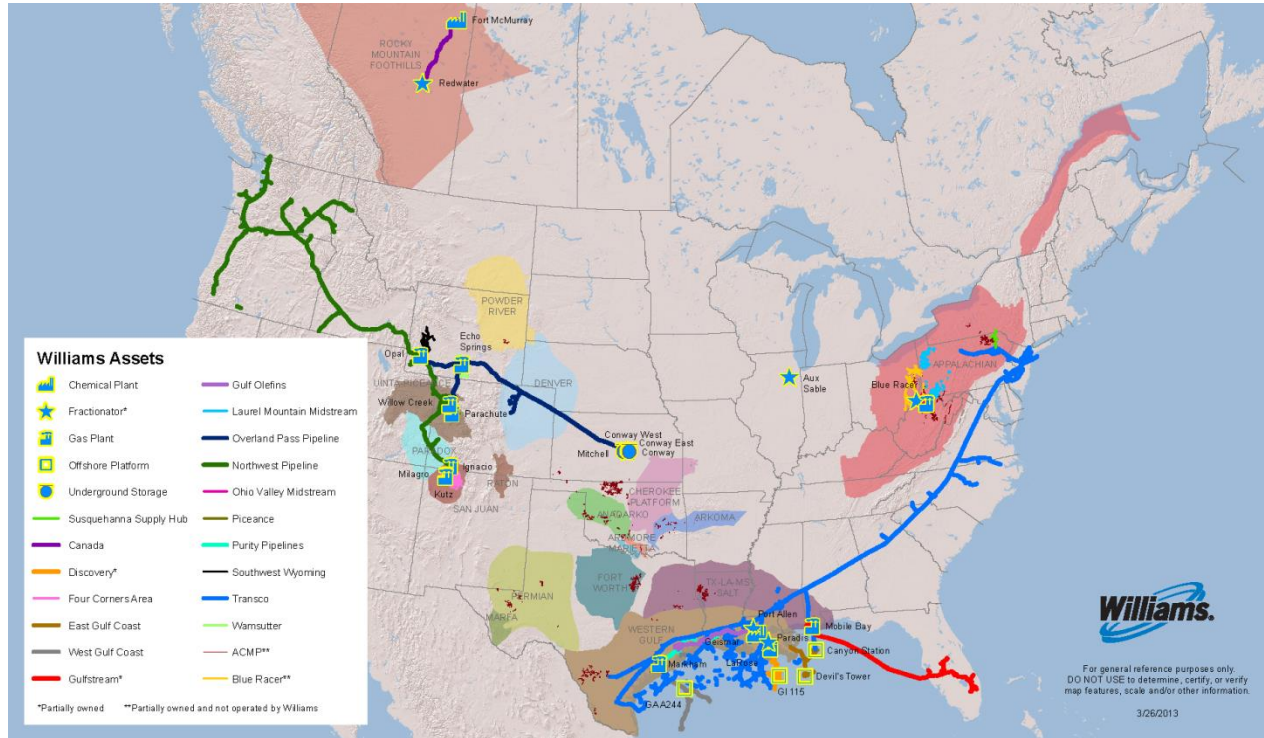 Fort McMurray
ROCKY
MOUNTAIN
FOOTHILLS
Redwater
POWDER
RIVER
Echo
Springs
Opal
UINTA-PICEANCE
DENVER
Willow Creek
Parachute
PARADOX
Ignacio
Milagro
Kutz
SAN JUAN
RATON
Conway West
Conway East
Mitchell
Conway
Aux
Sable
APPALACHIAN
Blue Racer
CHEROKEE
PLATFORM
ANADARKO
ARKOMA
ARDMORE
MARIETTA
FORT
WORTH
PERMIAN
MARFA
TX-LA-MS
SALT
WESTERN
GULF
Port Allen
Geismar
Paradis
Mobile Bay
Canyon Station
Markham
LaRose
Devil's Tower
GI 115
GAA244
Williams Assets
Chemical Plant
Fractionator*
Gas Plant
Offshore Platform
Underground Storage
Susquehanna Supply Hub
Canada
Discovery*
Four Corners Area
East Gulf Coast
West Gulf Coast
Gulfstream*
Gulf Olefins
Laurel Mountain Midstream
Overland Pass Pipeline
Northwest Pipeline
Ohio Valley Midstream
Piceance
Purity Pipelines
Southwest Wyoming
Transco
Wamsutter
ACMP**
Blue Racer**
*Partially owned **Partially owned and not operated by Williams
Williams.
For general reference purposes only.
DO NOT USE to determine, certify, or verify
map features, scale and/or other information.
3/26/2013